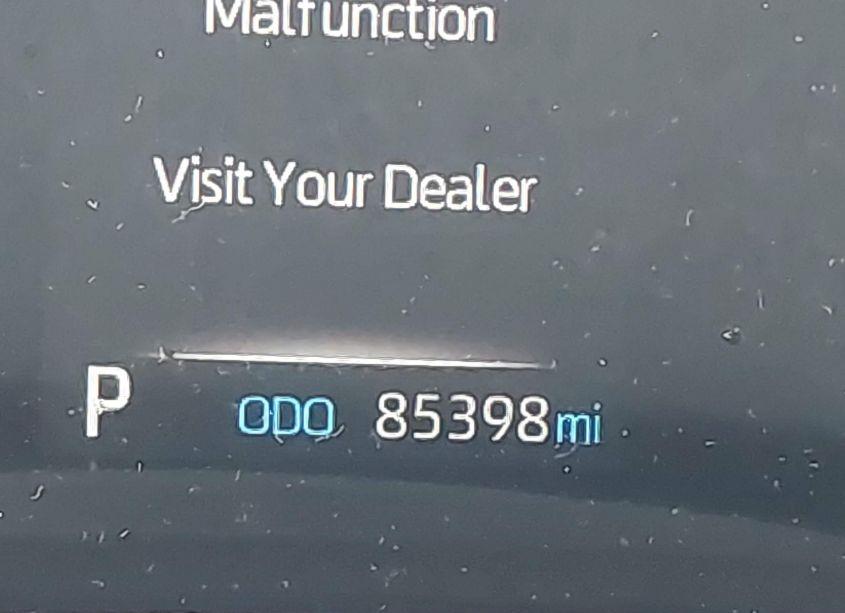 Malfunction
Visit Your Dealer
P ODO 85398mi